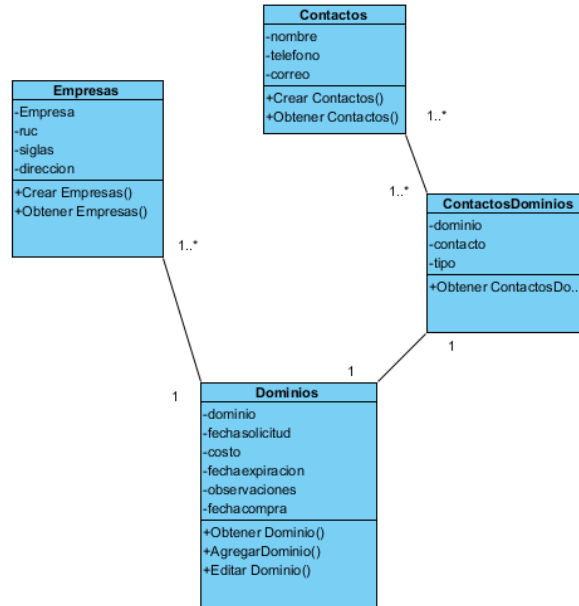 Contactos
-nombre
-telefono
-correo
+Crear Contactos()
+Obtener Contactos()
1..*
Empresas
-Empresa
-ruc
-siglas
-direccion
+Crear Empresas()
+Obtener Empresas()
1..*
1..*
ContactosDominios
-dominio
-contacto
-tipo
+Obtener ContactosDo...
1
1
1
Dominios
-dominio
-fechasolicitud
-costo
-fechaexpiracion
-observaciones
-fechacompra
+Obtener Dominio()
+AgregarDominio()
+Editar Dominio()